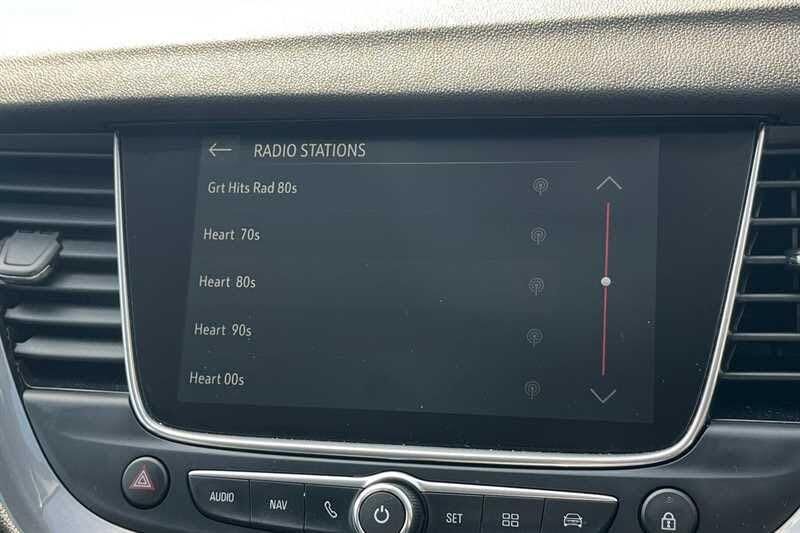 RADIO STATIONS
Grt Hits Rad 80s
Heart 70s
Heart 80s
Heart 90s
Heart 00s
AUDIO NAV SET